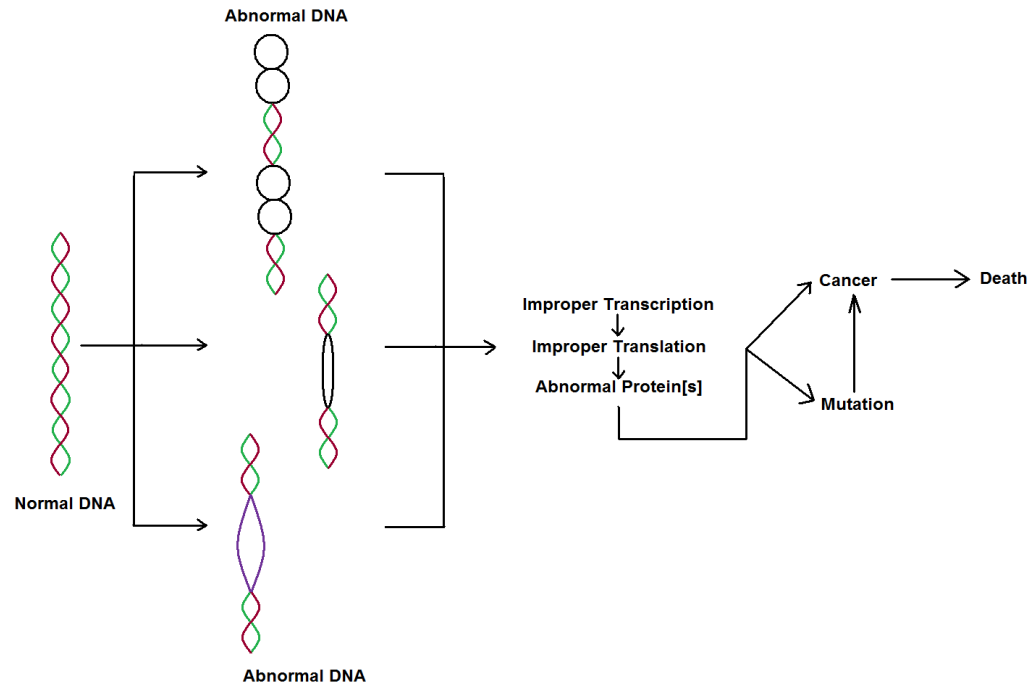 Abnormal DNA
Normal DNA
Abnormal DNA
Improper Transcription
Improper Translation
Abnormal Protein[s]
Cancer
Death
Mutation